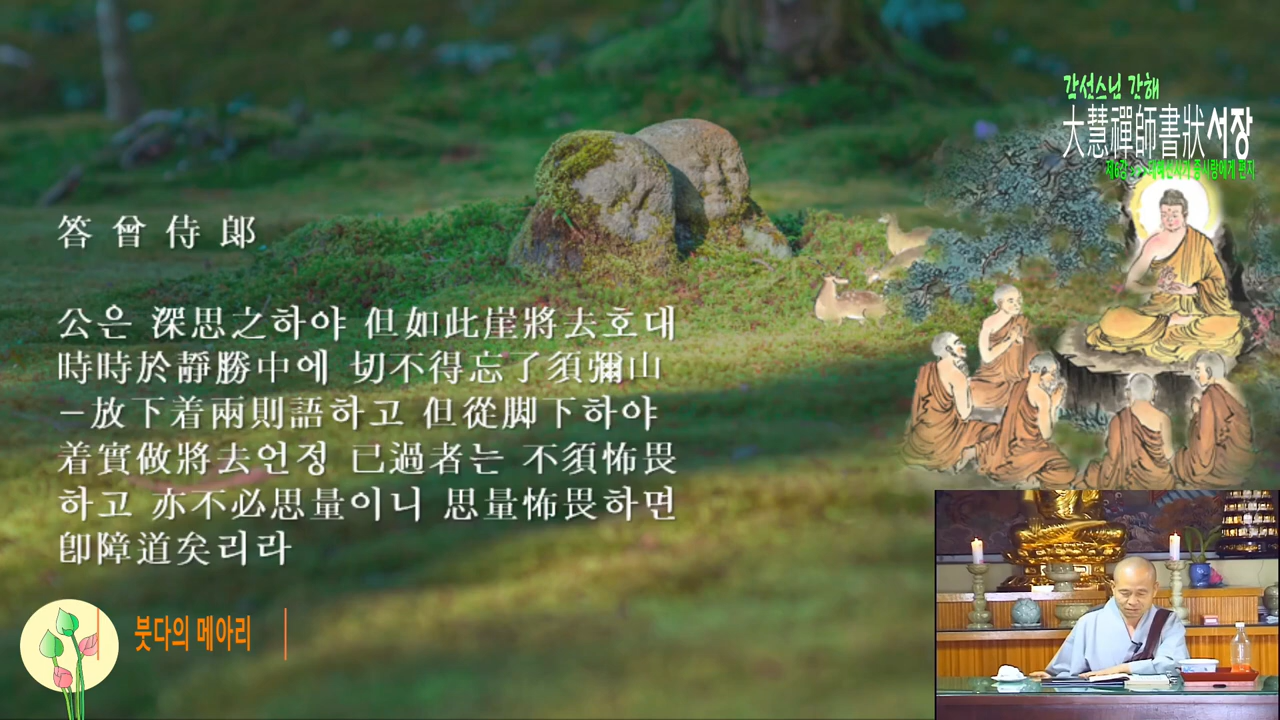 각선스님 강해
大慧禪師書狀서장
答曾侍郞
公은 深思之하야 但如此崖將去호대
時時於靜勝中에 切不得忘了須彌山
-放下着兩則語하고 但從脚下하야
着實做將去언정 已過者는 不須怖畏
하고 亦不必思量이니 思量怖畏하면
卽障道矣리라
붓다의 메아리